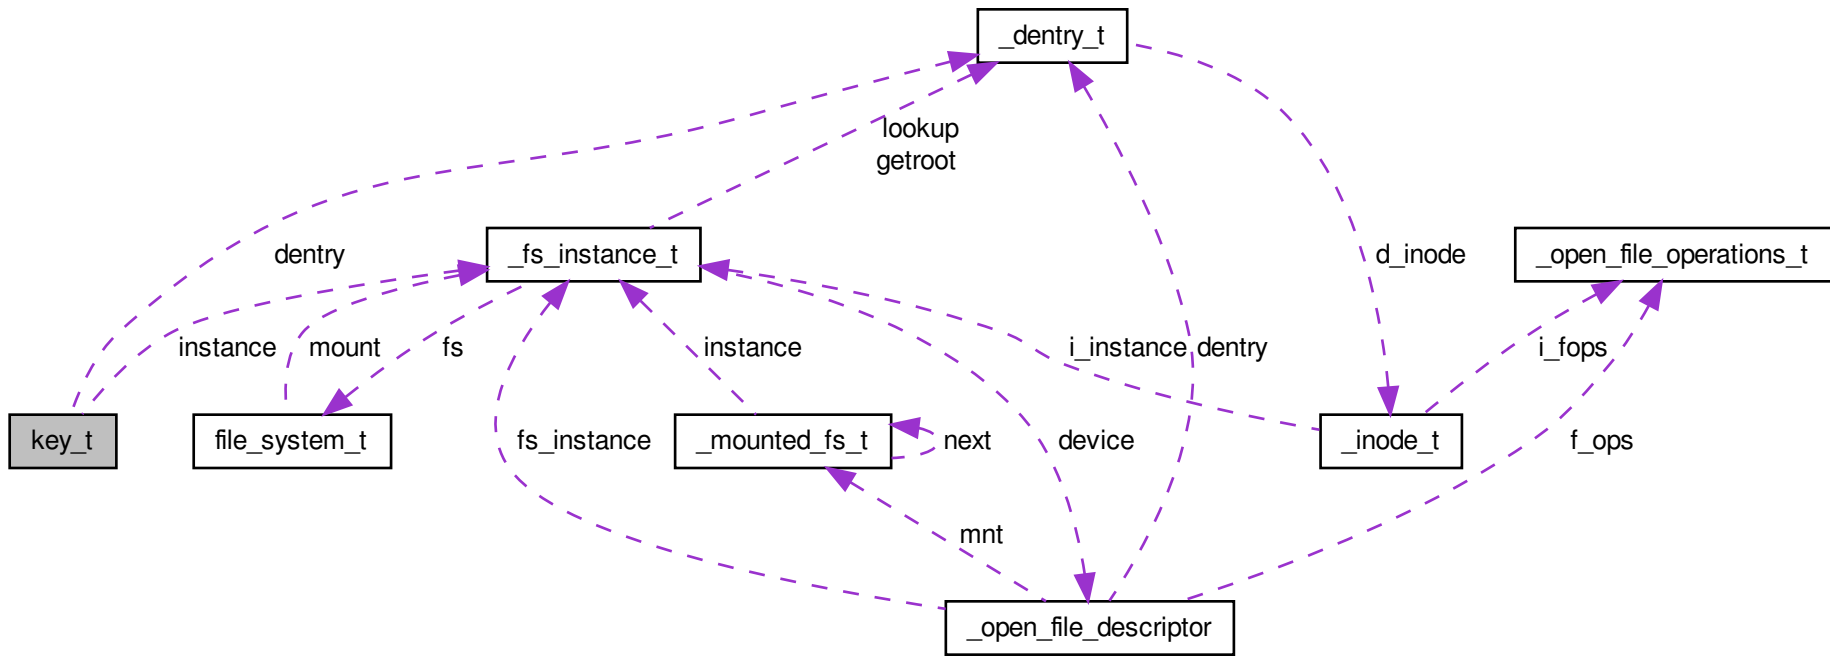 _dentry_t
lookup
getroot
dentry
_fs_instance_t
d_inode
_open_file_operations_t
instance
mount
fs
instance
i_instance
dentry
i_fops
key_t
file_system_t
fs_instance
_mounted_fs_t
next
device
_inode_t
f_ops
mnt
_open_file_descriptor